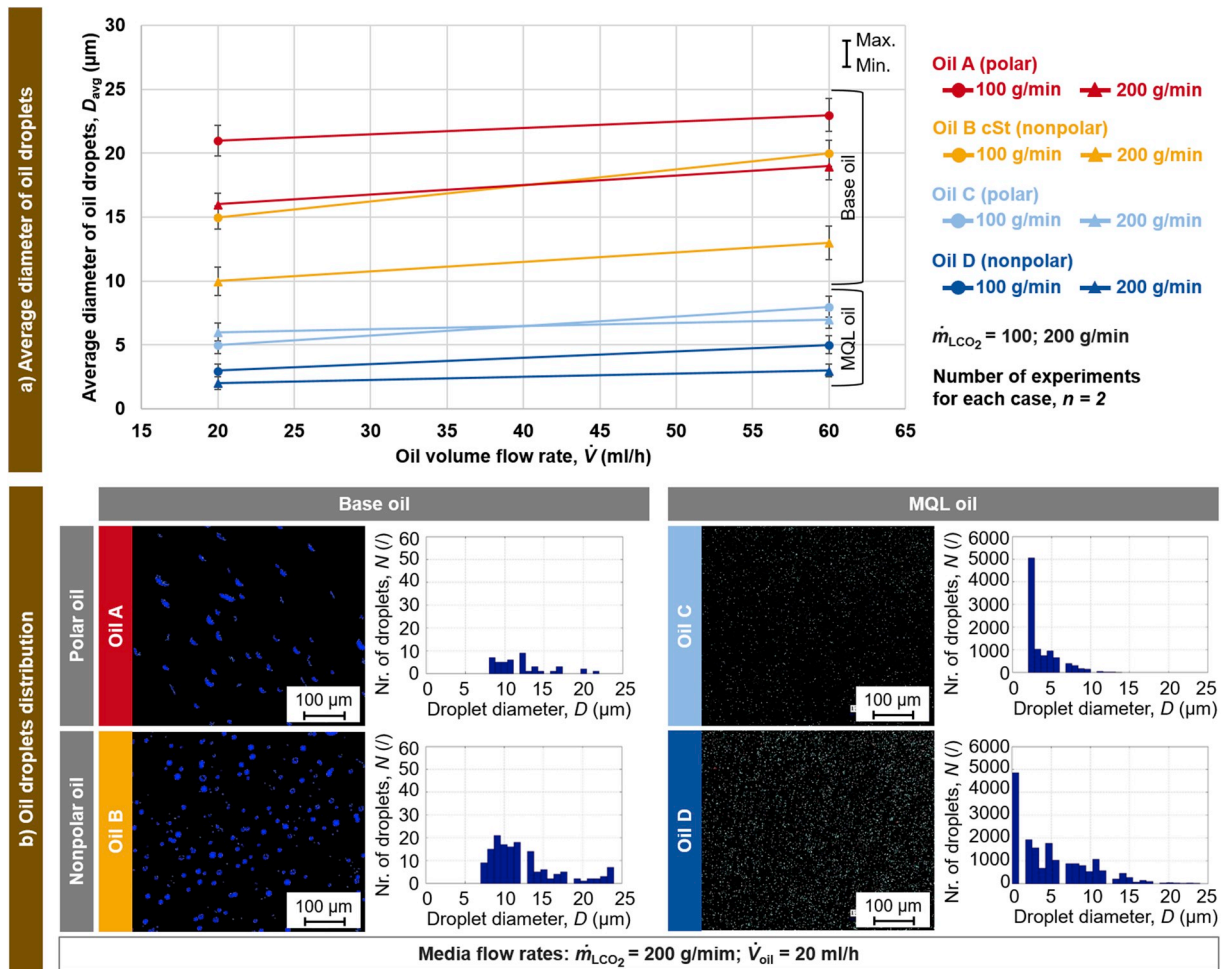 a) Average diameter of oil droplets
Average diameter of oil dropets, Davg (µm)
30
25
20
15
10
5
0
15 20 25 30 35 40 45 50 55 60 65
Oil volume flow rate, V̇ (ml/h)
Max.
Min.
Base oil
MQL oil
Oil A (polar)
100 g/min 200 g/min
Oil B cSt (nonpolar)
100 g/min 200 g/min
Oil C (polar)
100 g/min 200 g/min
Oil D (nonpolar)
100 g/min 200 g/min
ṁLCO₂ = 100; 200 g/min
Number of experiments
for each case, n = 2
b) Oil droplets distribution
Base oil
MQL oil
Polar oil
Oil A
100 µm
Nr. of droplets, N (/)
60
50
40
30
20
10
0
0 5 10 15 20 25
Droplet diameter, D (µm)
Oil C
100 µm
Nr. of droplets, N (/)
6000
5000
4000
3000
2000
1000
0
0 5 10 15 20 25
Droplet diameter, D (µm)
Nonpolar oil
Oil B
100 µm
Nr. of droplets, N (/)
60
50
40
30
20
10
0
0 5 10 15 20 25
Droplet diameter, D (µm)
Oil D
100 µm
Nr. of droplets, N (/)
6000
5000
4000
3000
2000
1000
0
0 5 10 15 20 25
Droplet diameter, D (µm)
Media flow rates: ṁLCO₂ = 200 g/mim; V̇oil = 20 ml/h